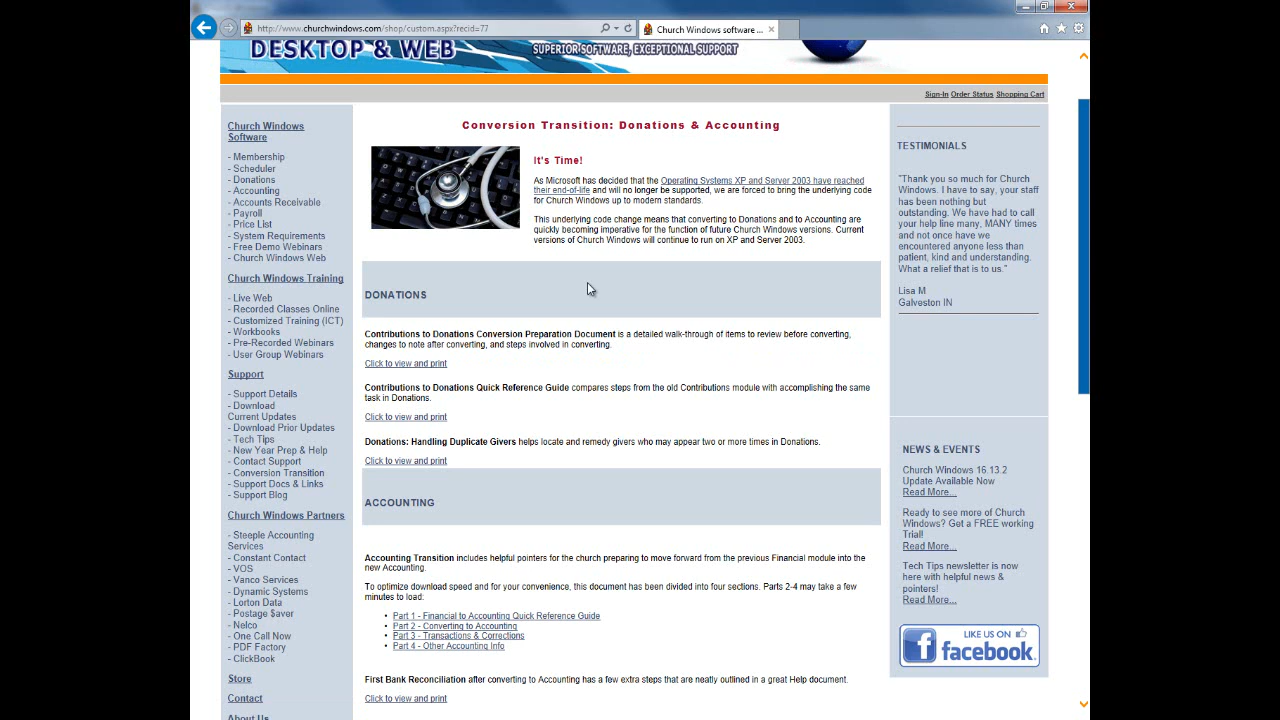 http://www.churchwindows.com/shop/custom.aspx?recid=77
Church Windows software ...
DESKTOP & WEB
SUPERIOR SOFTWARE, EXCEPTIONAL SUPPORT
Sign-In Order Status Shopping Cart
Church Windows
Software
- Membership
- Scheduler
- Donations
- Accounting
- Accounts Receivable
- Payroll
- Price List
- System Requirements
- Free Demo Webinars
- Church Windows Web
Church Windows Training
- Live Web
- Recorded Classes Online
- Customized Training (ICT)
- Workbooks
- Pre-Recorded Webinars
- User Group Webinars
Support
- Support Details
- Download
Current Updates
- Download Prior Updates
- Tech Tips
- New Year Prep & Help
- Contact Support
- Conversion Transition
- Support Docs & Links
- Support Blog
Church Windows Partners
- Steeple Accounting
Services
- Constant Contact
- VOS
- Vanco Services
- Dynamic Systems
- Lorton Data
- Postage $aver
- Nelco
- One Call Now
- PDF Factory
- ClickBook
Store
Contact
About Us
Conversion Transition: Donations & Accounting
It's Time!
As Microsoft has decided that the Operating Systems XP and Server 2003 have reached
their end-of-life and will no longer be supported, we are forced to bring the underlying code
for Church Windows up to modern standards.
This underlying code change means that converting to Donations and to Accounting are
quickly becoming imperative for the function of future Church Windows versions. Current
versions of Church Windows will continue to run on XP and Server 2003.
DONATIONS
Contributions to Donations Conversion Preparation Document is a detailed walk-through of items to review before converting,
changes to note after converting, and steps involved in converting.
Click to view and print
Contributions to Donations Quick Reference Guide compares steps from the old Contributions module with accomplishing the same
task in Donations.
Click to view and print
Donations: Handling Duplicate Givers helps locate and remedy givers who may appear two or more times in Donations.
Click to view and print
ACCOUNTING
Accounting Transition includes helpful pointers for the church preparing to move forward from the previous Financial module into the
new Accounting.
To optimize download speed and for your convenience, this document has been divided into four sections. Parts 2-4 may take a few
minutes to load:
• Part 1 - Financial to Accounting Quick Reference Guide
• Part 2 - Converting to Accounting
• Part 3 - Transactions & Corrections
• Part 4 - Other Accounting Info
First Bank Reconciliation after converting to Accounting has a few extra steps that are neatly outlined in a great Help document.
Click to view and print
TESTIMONIALS
"Thank you so much for Church
Windows. I have to say, your staff
has been nothing but
outstanding. We have had to call
your help line many, MANY times
and not once have we
encountered anyone less than
patient, kind and understanding.
What a relief that is to us."
Lisa M
Galveston IN
NEWS & EVENTS
Church Windows 16.13.2
Update Available Now
Read More...
Ready to see more of Church
Windows? Get a FREE working
Trial!
Read More...
Tech Tips newsletter is now
here with helpful news &
pointers!
Read More...
LIKE US ON
facebook